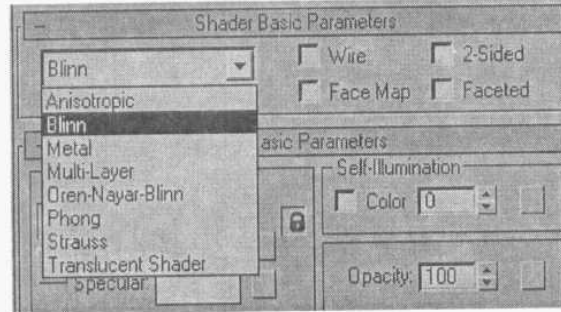 Shader Basic Parameters
Blinn
Wire
2-Sided
Face Map
Faceted
Anisotropic
Blinn
Metal
Multi-Layer
Oren-Nayar-Blinn
Phong
Strauss
Translucent Shader
asic Parameters
Self-Illumination
Color 0
Specular:
Opacity: 100